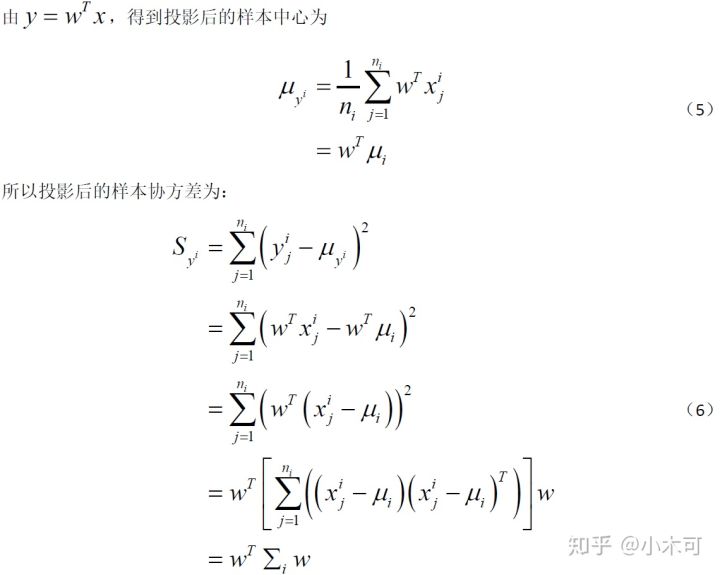 由 $y = w^T x$，得到投影后的样本中心为
$\mu_{y^i} = \frac{1}{n_i} \sum_{j=1}^{n_i} w^T x_j^i$
$= w^T \mu_i$ （5）
所以投影后的样本协方差为：
$S_{y^i} = \sum_{j=1}^{n_i} \left( y_j^i - \mu_{y^i} \right)^2$
$= \sum_{j=1}^{n_i} \left( w^T x_j^i - w^T \mu_i \right)^2$
$= \sum_{j=1}^{n_i} \left( w^T \left( x_j^i - \mu_i \right) \right)^2$ （6）
$= w^T \left[ \sum_{j=1}^{n_i} \left( \left( x_j^i - \mu_i \right) \left( x_j^i - \mu_i \right)^T \right) \right] w$
$= w^T \Sigma_i w$
知乎 @小木可